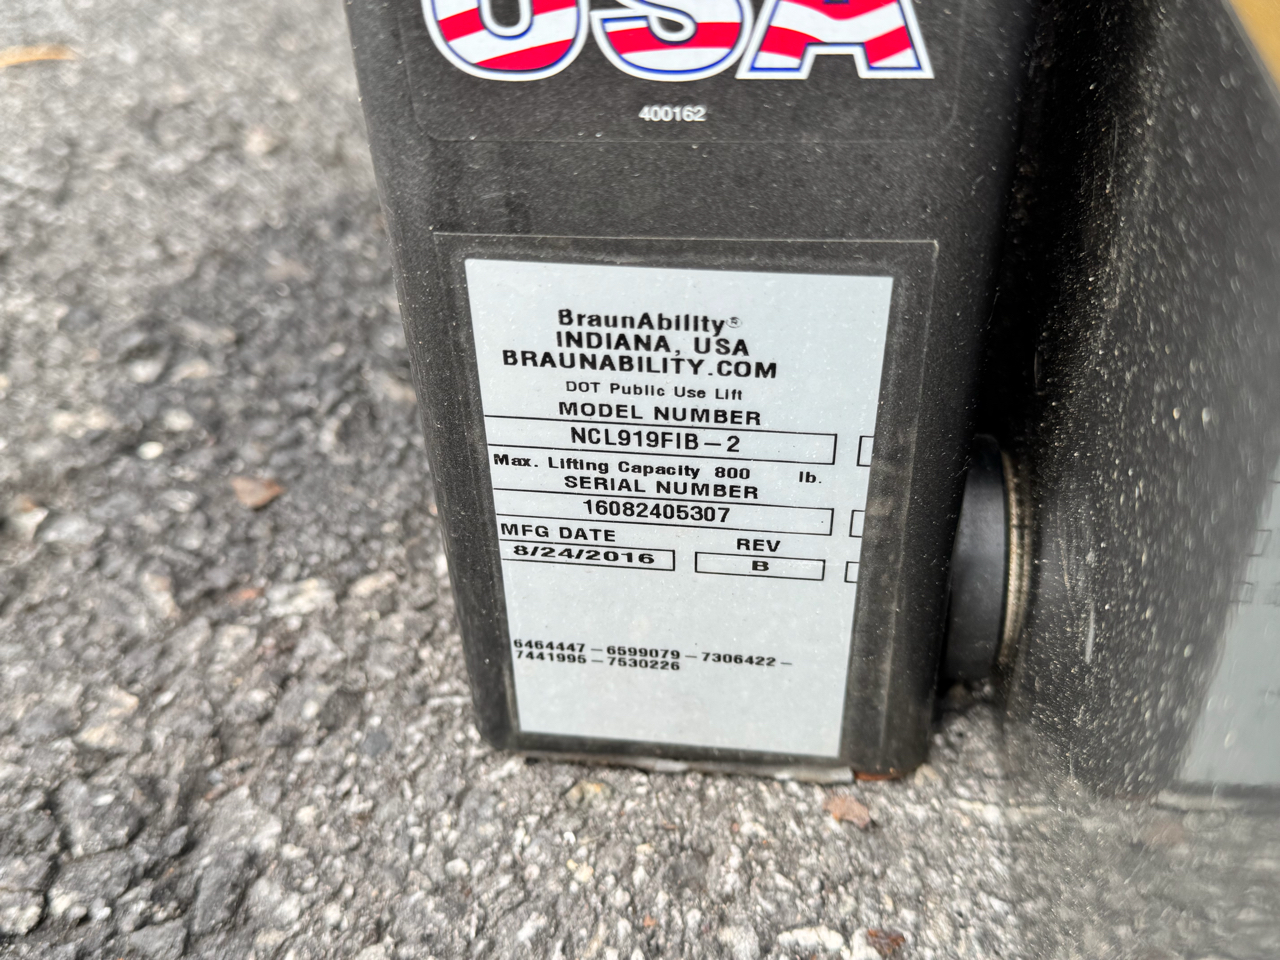 USA
400162
BraunAbility®
INDIANA, USA
BRAUNABILITY.COM
DOT Public Use Lift
MODEL NUMBER
NCL919FIB-2
Max. Lifting Capacity 800 lb.
SERIAL NUMBER
16082405307
MFG DATE REV
8/24/2016 B
6464447-6599079-7306422-
7441995-7530226